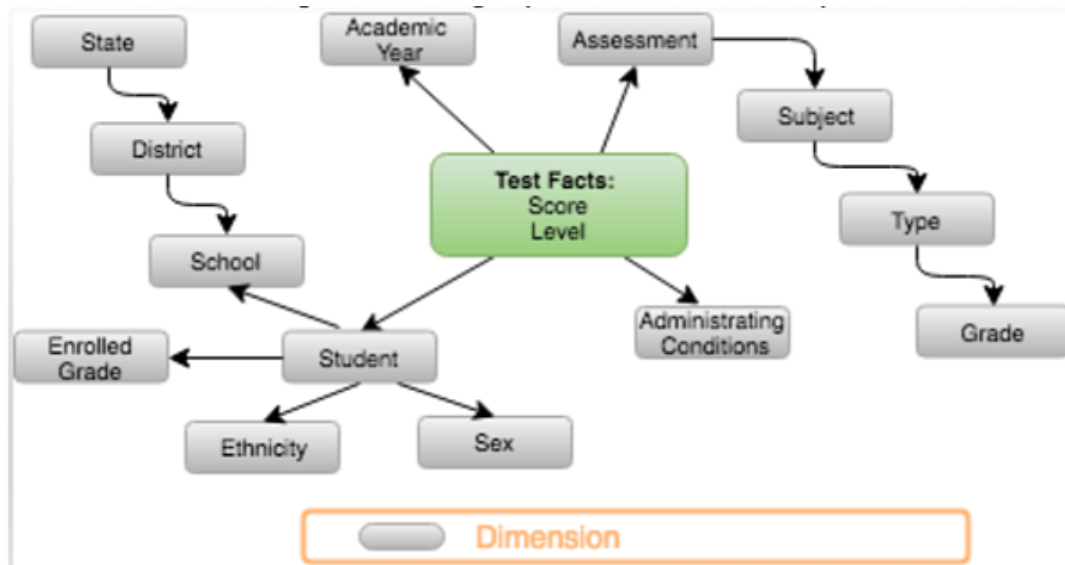 State
Academic
Year
Assessment
Subject
District
Test Facts:
Score
Level
Type
School
Administrating
Conditions
Grade
Enrolled
Grade
Student
Ethnicity
Sex
Dimension